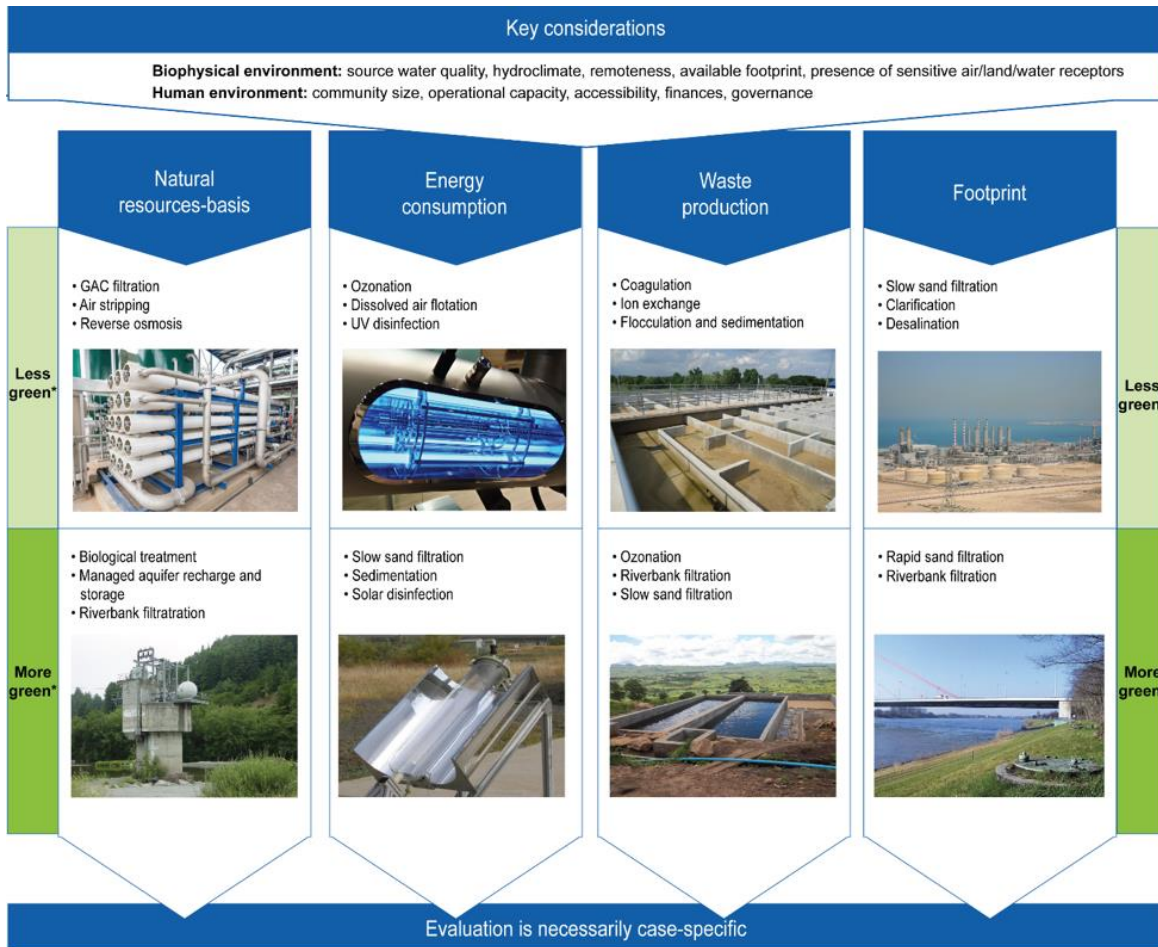 Key considerations
Biophysical environment: source water quality, hydroclimate, remoteness, available footprint, presence of sensitive air/land/water receptors
Human environment: community size, operational capacity, accessibility, finances, governance
Natural
resources-basis
Energy
consumption
Waste
production
Footprint
Less
green*
• GAC filtration
• Air stripping
• Reverse osmosis
• Ozonation
• Dissolved air flotation
• UV disinfection
• Coagulation
• Ion exchange
• Flocculation and sedimentation
• Slow sand filtration
• Clarification
• Desalination
Less
green*
More
green*
• Biological treatment
• Managed aquifer recharge and
storage
• Riverbank filtratration
• Slow sand filtration
• Sedimentation
• Solar disinfection
• Ozonation
• Riverbank filtration
• Slow sand filtration
• Rapid sand filtration
• Riverbank filtration
More
green*
Evaluation is necessarily case-specific